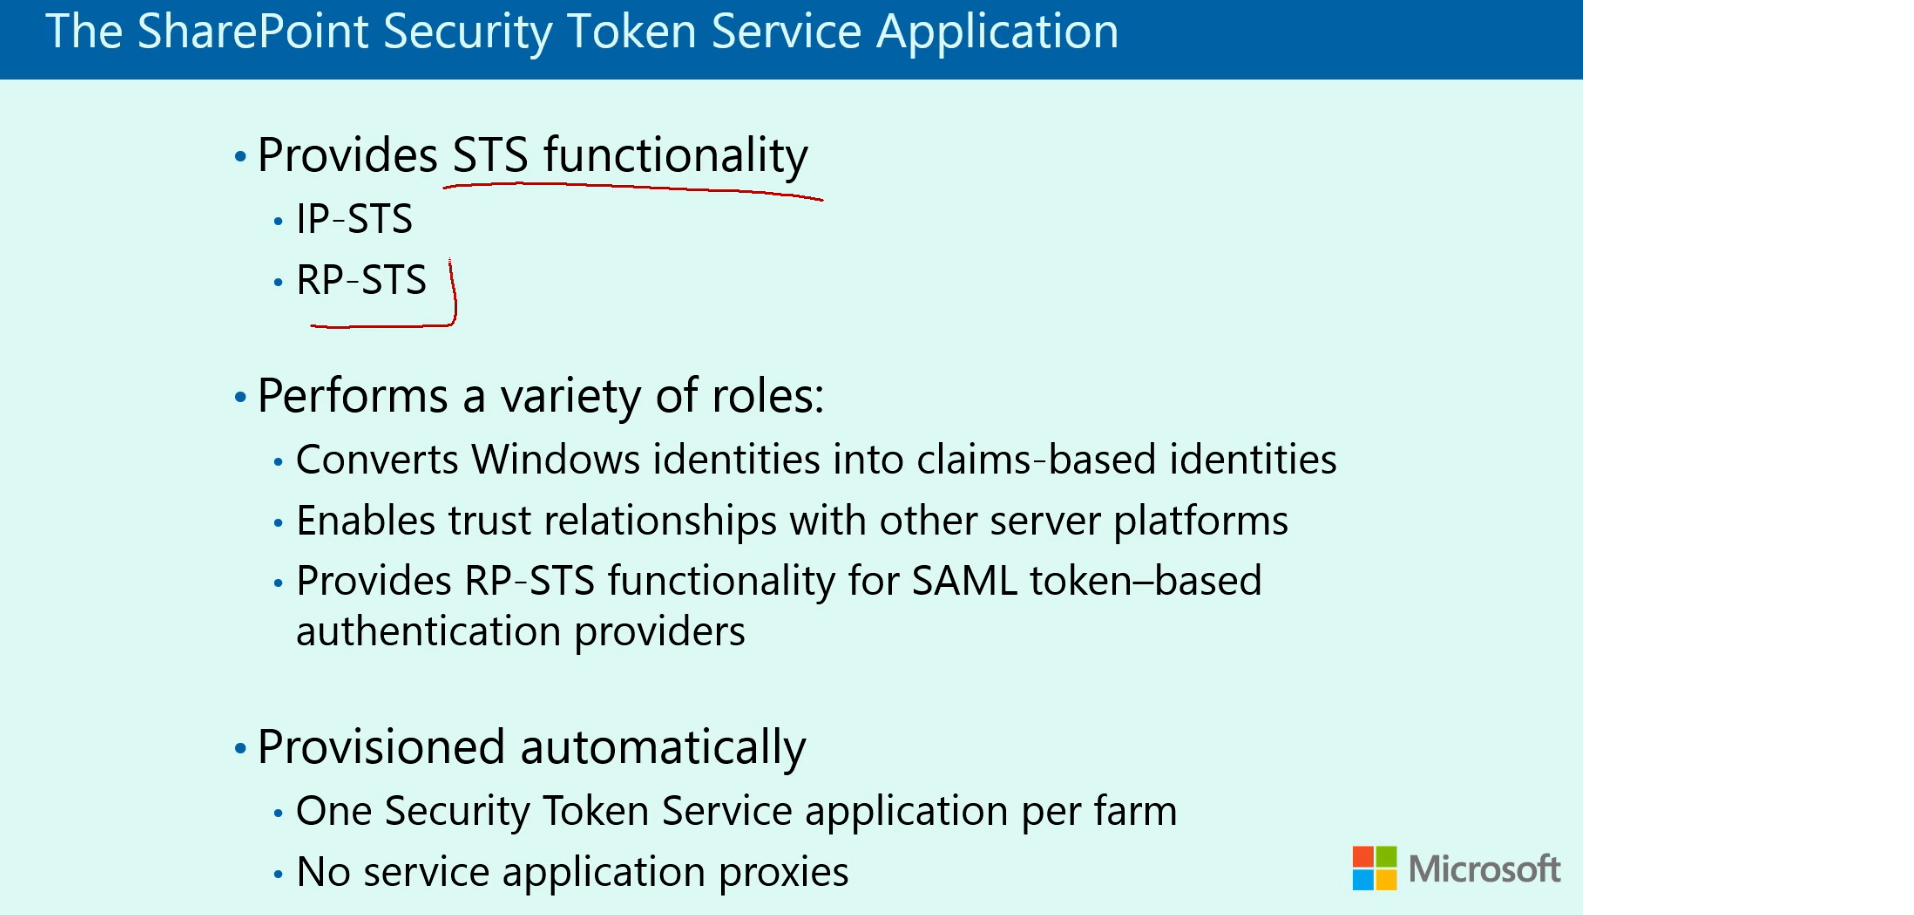 The SharePoint Security Token Service Application
• Provides STS functionality
• IP-STS
• RP-STS
• Performs a variety of roles:
• Converts Windows identities into claims-based identities
• Enables trust relationships with other server platforms
• Provides RP-STS functionality for SAML token–based
authentication providers
• Provisioned automatically
• One Security Token Service application per farm
• No service application proxies
Microsoft